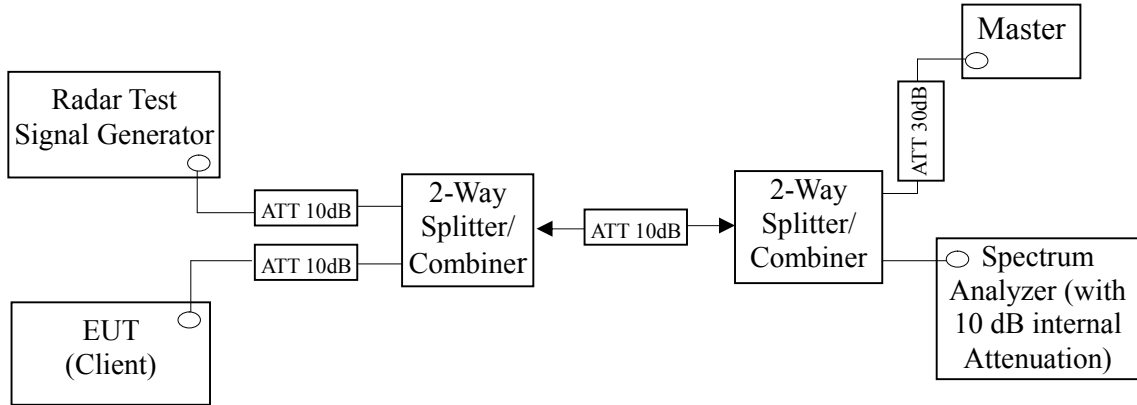 Radar Test
Signal Generator
ATT 10dB
ATT 10dB
EUT
(Client)
2-Way
Splitter/
Combiner
ATT 10dB
2-Way
Splitter/
Combiner
ATT 30dB
Master
Spectrum
Analyzer (with
10 dB internal
Attenuation)